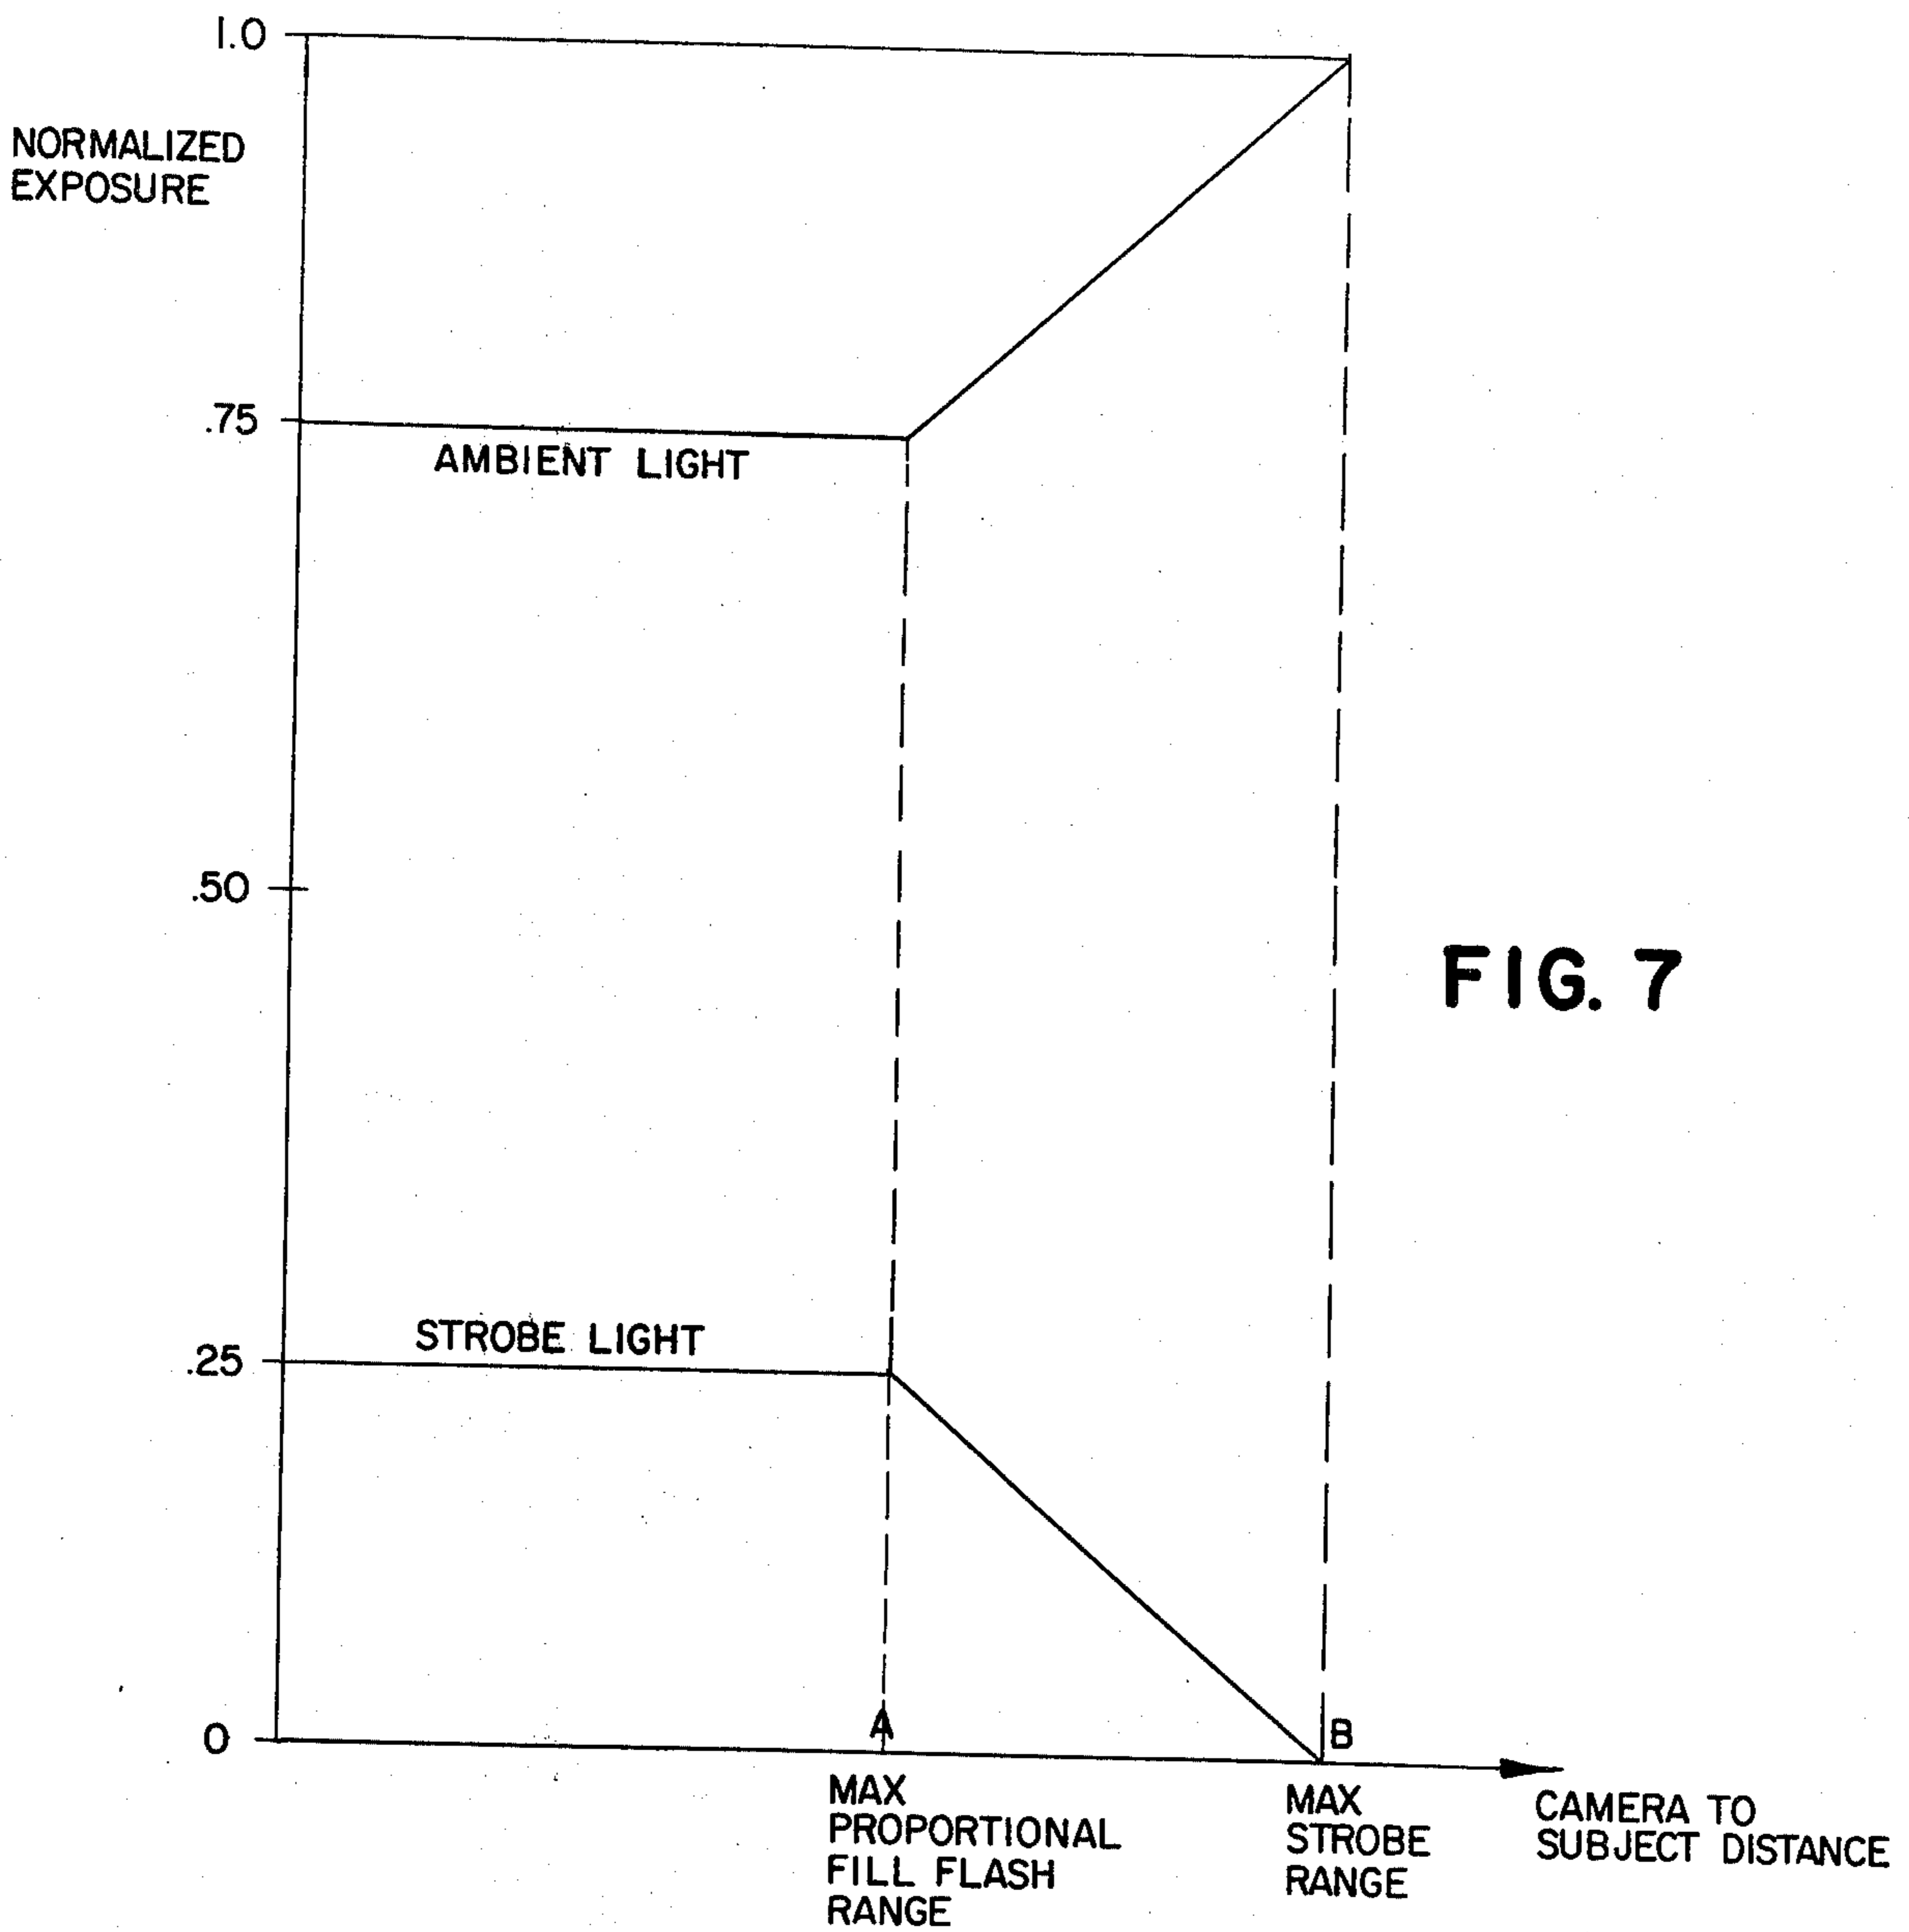 1.0
NORMALIZED
EXPOSURE
.75
AMBIENT LIGHT
.50
FIG. 7
STROBE LIGHT
.25
0
A
B
MAX
PROPORTIONAL
FILL FLASH
RANGE
MAX
STROBE
RANGE
CAMERA TO
SUBJECT DISTANCE